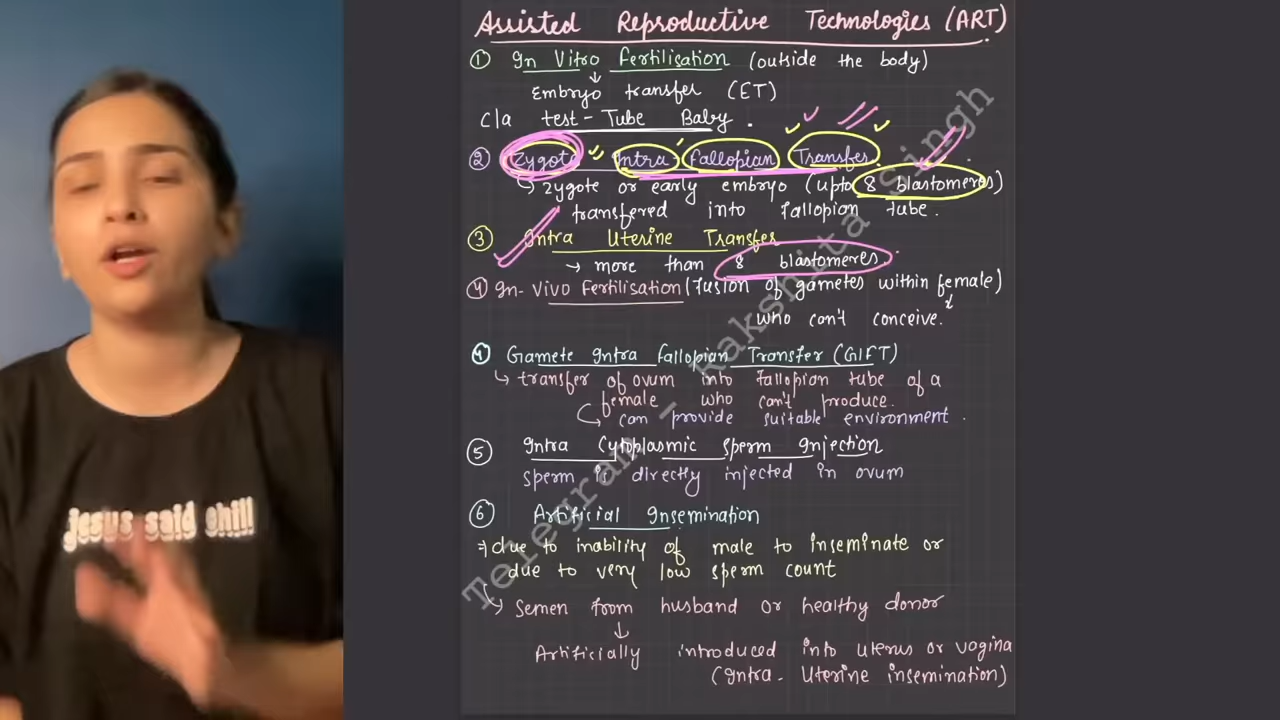 Assisted Reproductive Technologies (ART)
① In Vitro Fertilisation (outside the body)
↓
Embryo transfer (ET)
c/a test-Tube Baby.
② Zygote Intra Fallopian Transfer
↳ zygote or early embryo (upto 8 blastomeres)
transfered into fallopian tube.
③ Intra Uterine Transfer
→ more than 8 blastomeres.
④ In-Vivo Fertilisation (fusion of gametes within female)
who can't conceive.
④ Gamete Intra Fallopian Transfer (GIFT)
↳ transfer of ovum into fallopian tube of a
female who can't produce.
↳ can provide suitable environment.
⑤ Intra Cytoplasmic Sperm Injection
sperm is directly injected in ovum
⑥ Artificial Insemination
⇒ due to inability of male to inseminate or
due to very low sperm count
↳ Semen from husband or healthy donor
↓
Artificially introduced into uterus or vagina
(Intra-Uterine insemination)
Telegram - Rakshita Singh
jesus said chill